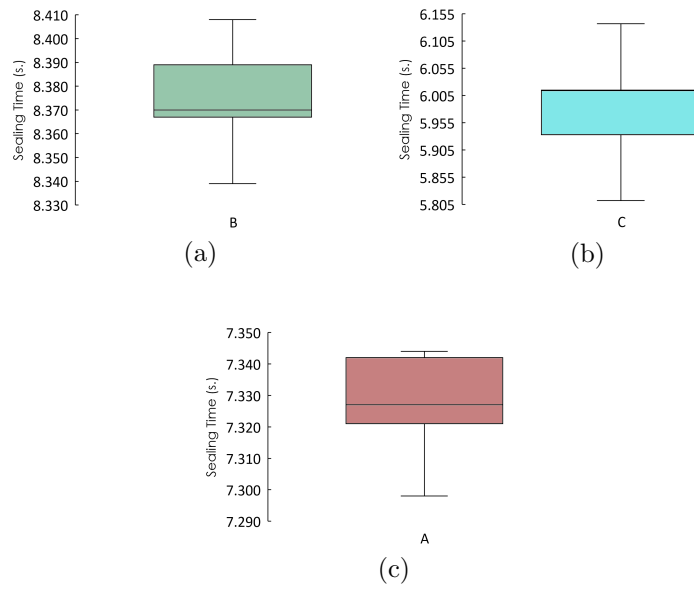 8.410
8.400
8.390
8.380
8.370
8.360
8.350
8.340
8.330
Sealing Time (s.)
B
(a)
6.155
6.105
6.055
6.005
5.955
5.905
5.855
5.805
Sealing Time (s.)
C
(b)
7.350
7.340
7.330
7.320
7.310
7.300
7.290
Sealing Time (s.)
A
(c)